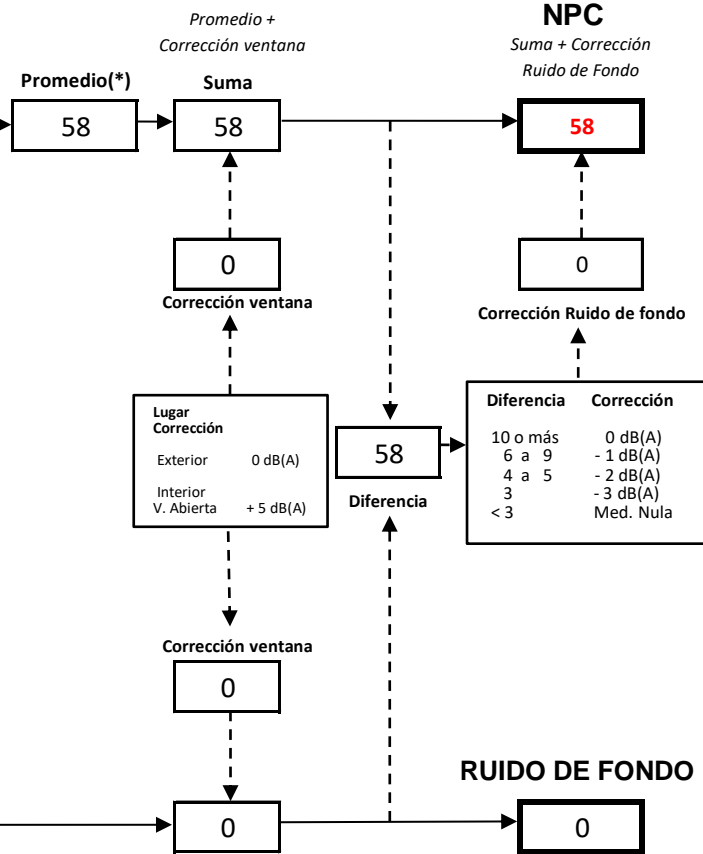 Promedio +
Corrección ventana
NPC
Suma + Corrección
Ruido de Fondo
Promedio(*)
Suma
58
58
58
0
0
Corrección ventana
Corrección Ruido de fondo
Lugar
Corrección
Exterior 0 dB(A)
Interior
V. Abierta + 5 dB(A)
58
Diferencia
Diferencia Corrección
10 o más 0 dB(A)
6 a 9 - 1 dB(A)
4 a 5 - 2 dB(A)
3 - 3 dB(A)
< 3 Med. Nula
Corrección ventana
0
RUIDO DE FONDO
0
0